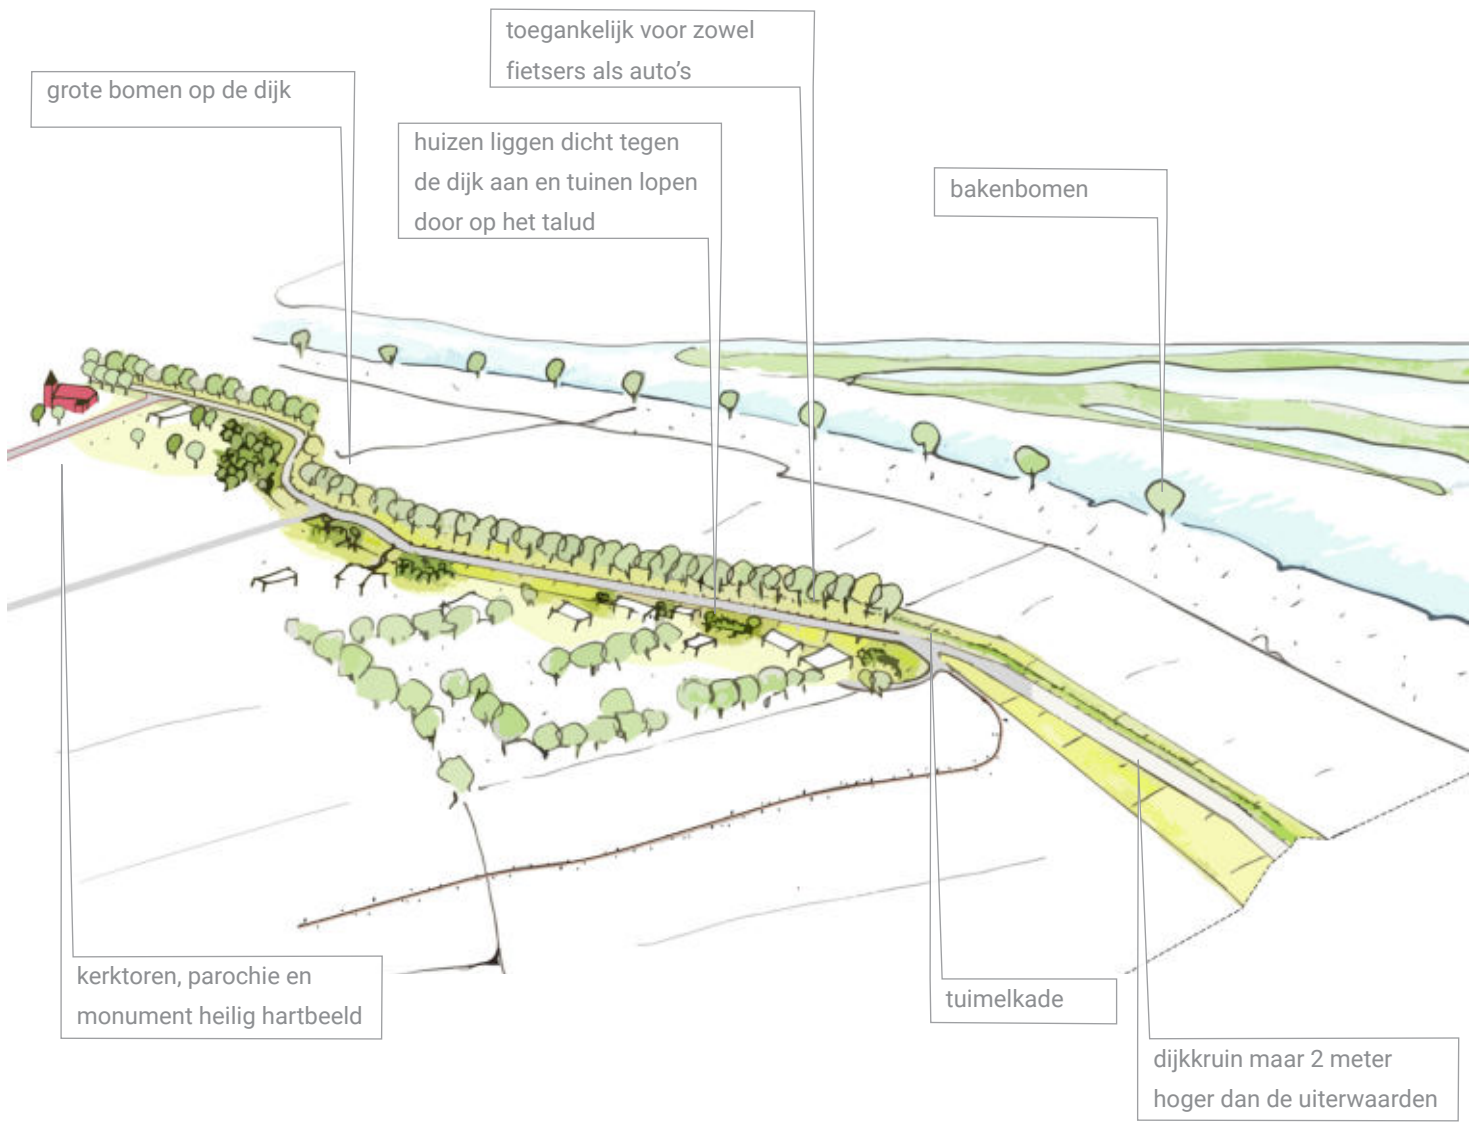 toegankelijk voor zowel
fietsers als auto's
grote bomen op de dijk
huizen liggen dicht tegen
de dijk aan en tuinen lopen
door op het talud
bakenbomen
kerktoren, parochie en
monument heilig hartbeeld
tuimelkade
dijkkruin maar 2 meter
hoger dan de uiterwaarden